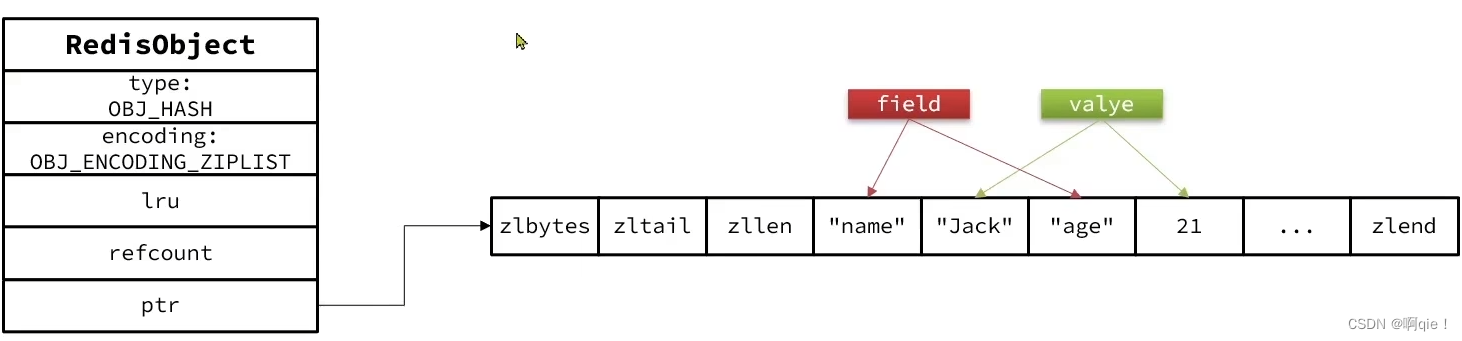 RedisObject
type:
OBJ_HASH
encoding:
OBJ_ENCODING_ZIPLIST
lru
refcount
ptr
field
valye
zlbytes
zltail
zllen
"name"
"Jack"
"age"
21
...
zlend
CSDN @啊qie！